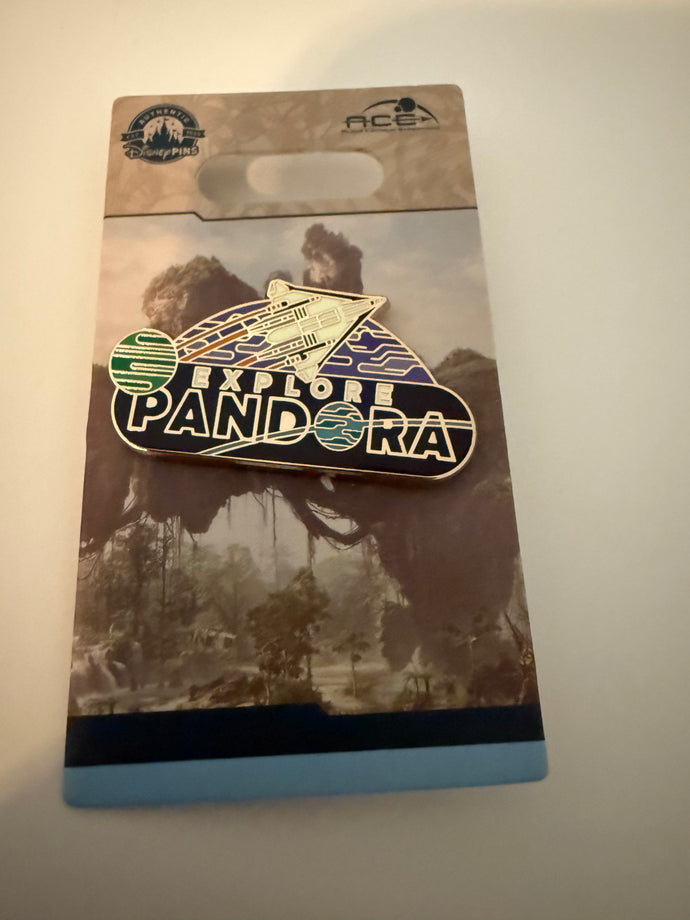 AUTHENTIC
Disney PINS
ACE
EXPLORE
PANDORA